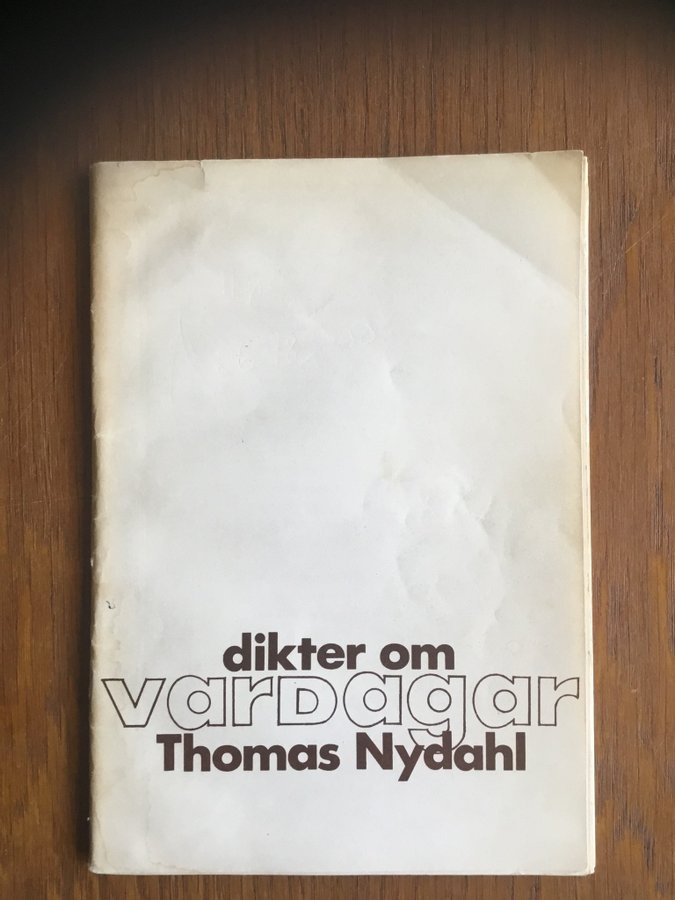 dikter om
varDagar
Thomas Nydahl